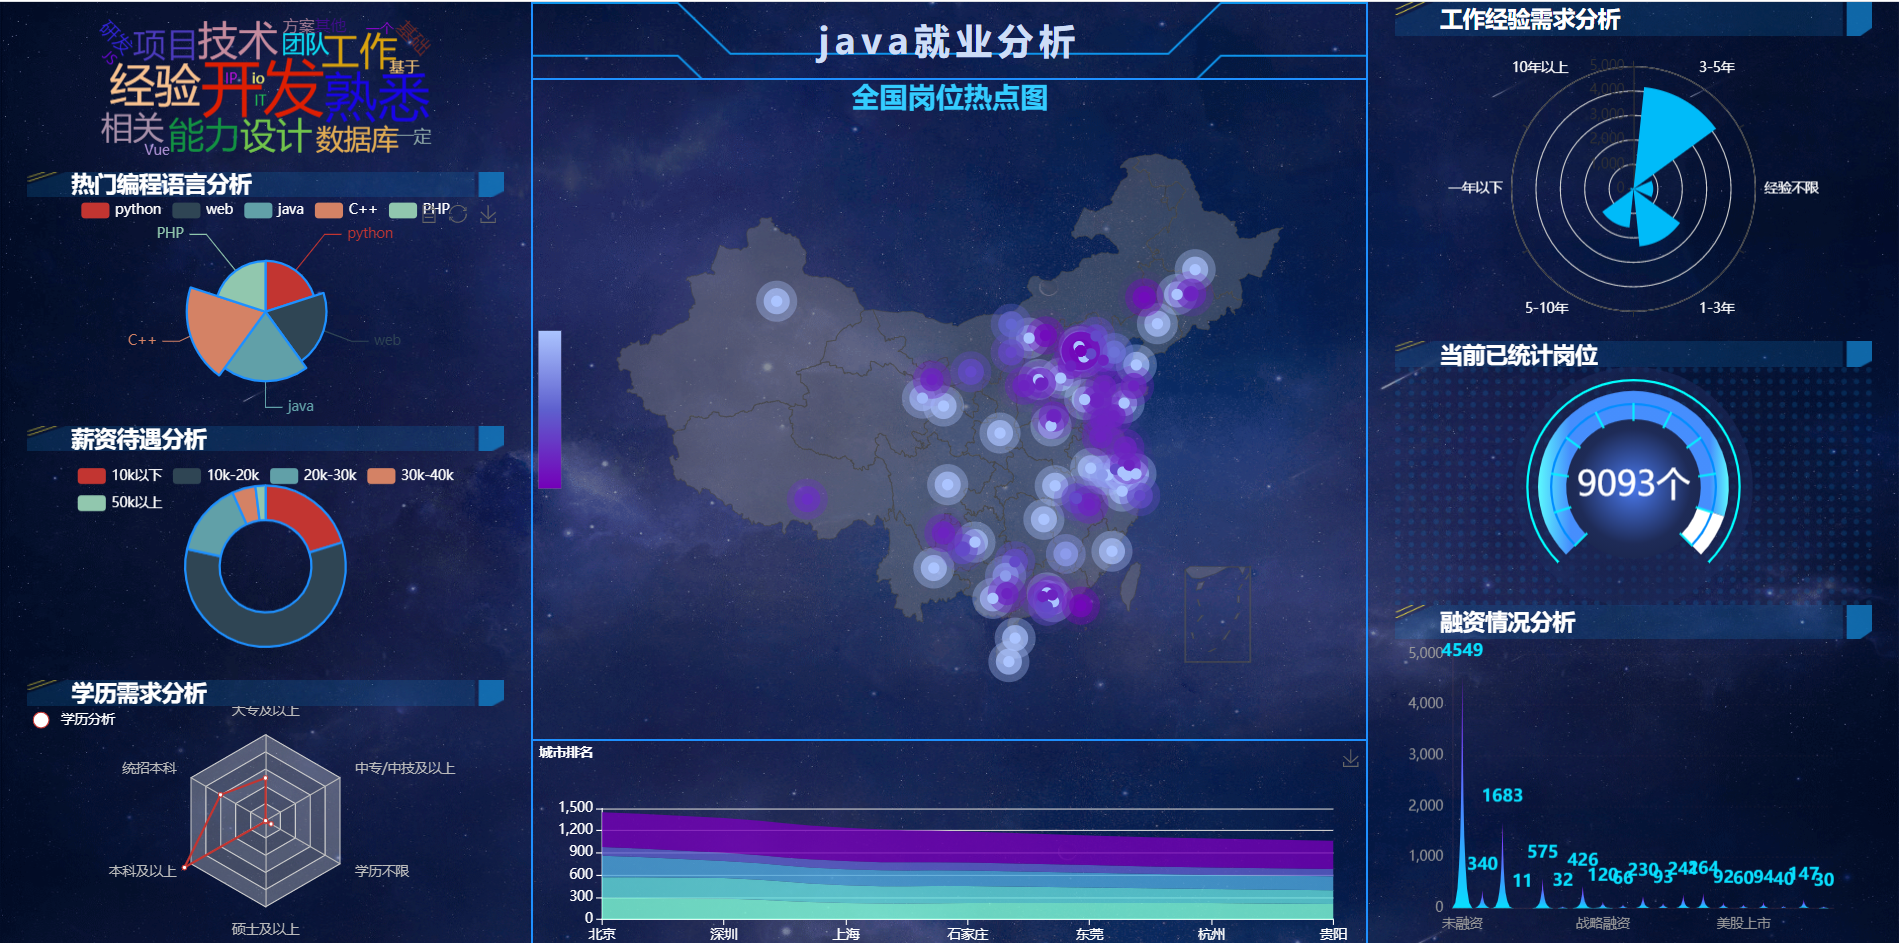 研发 项目 技术 方案 团队 工作 一个 基础
JS 经验 开发 IP io IT 熟悉 基于
相关 能力 设计 数据库 一定
Vue
热门编程语言分析
python web java C++ PHP
PHP python
C++ web
java
薪资待遇分析
10k以下 10k-20k 20k-30k 30k-40k
50k以上
学历需求分析
学历分析
大专及以上
统招本科 中专/中技及以上
本科及以上 学历不限
硕士及以上
java就业分析
全国岗位热点图
城市排名
1,500
1,200
900
600
300
0
北京 深圳 上海 石家庄 东莞 杭州 贵阳
工作经验需求分析
10年以上 5,000 3-5年
4,000
3,000
2,000
1,000
一年以下 0 经验不限
5-10年 1-3年
当前已统计岗位
9093个
融资情况分析
5,000 4549
4,000
3,000
2,000 1683
1,000 340 11 575 32 426 120 66 230 93 242 264 92 60 94 40 147 30
0
未融资 战略融资 美股上市